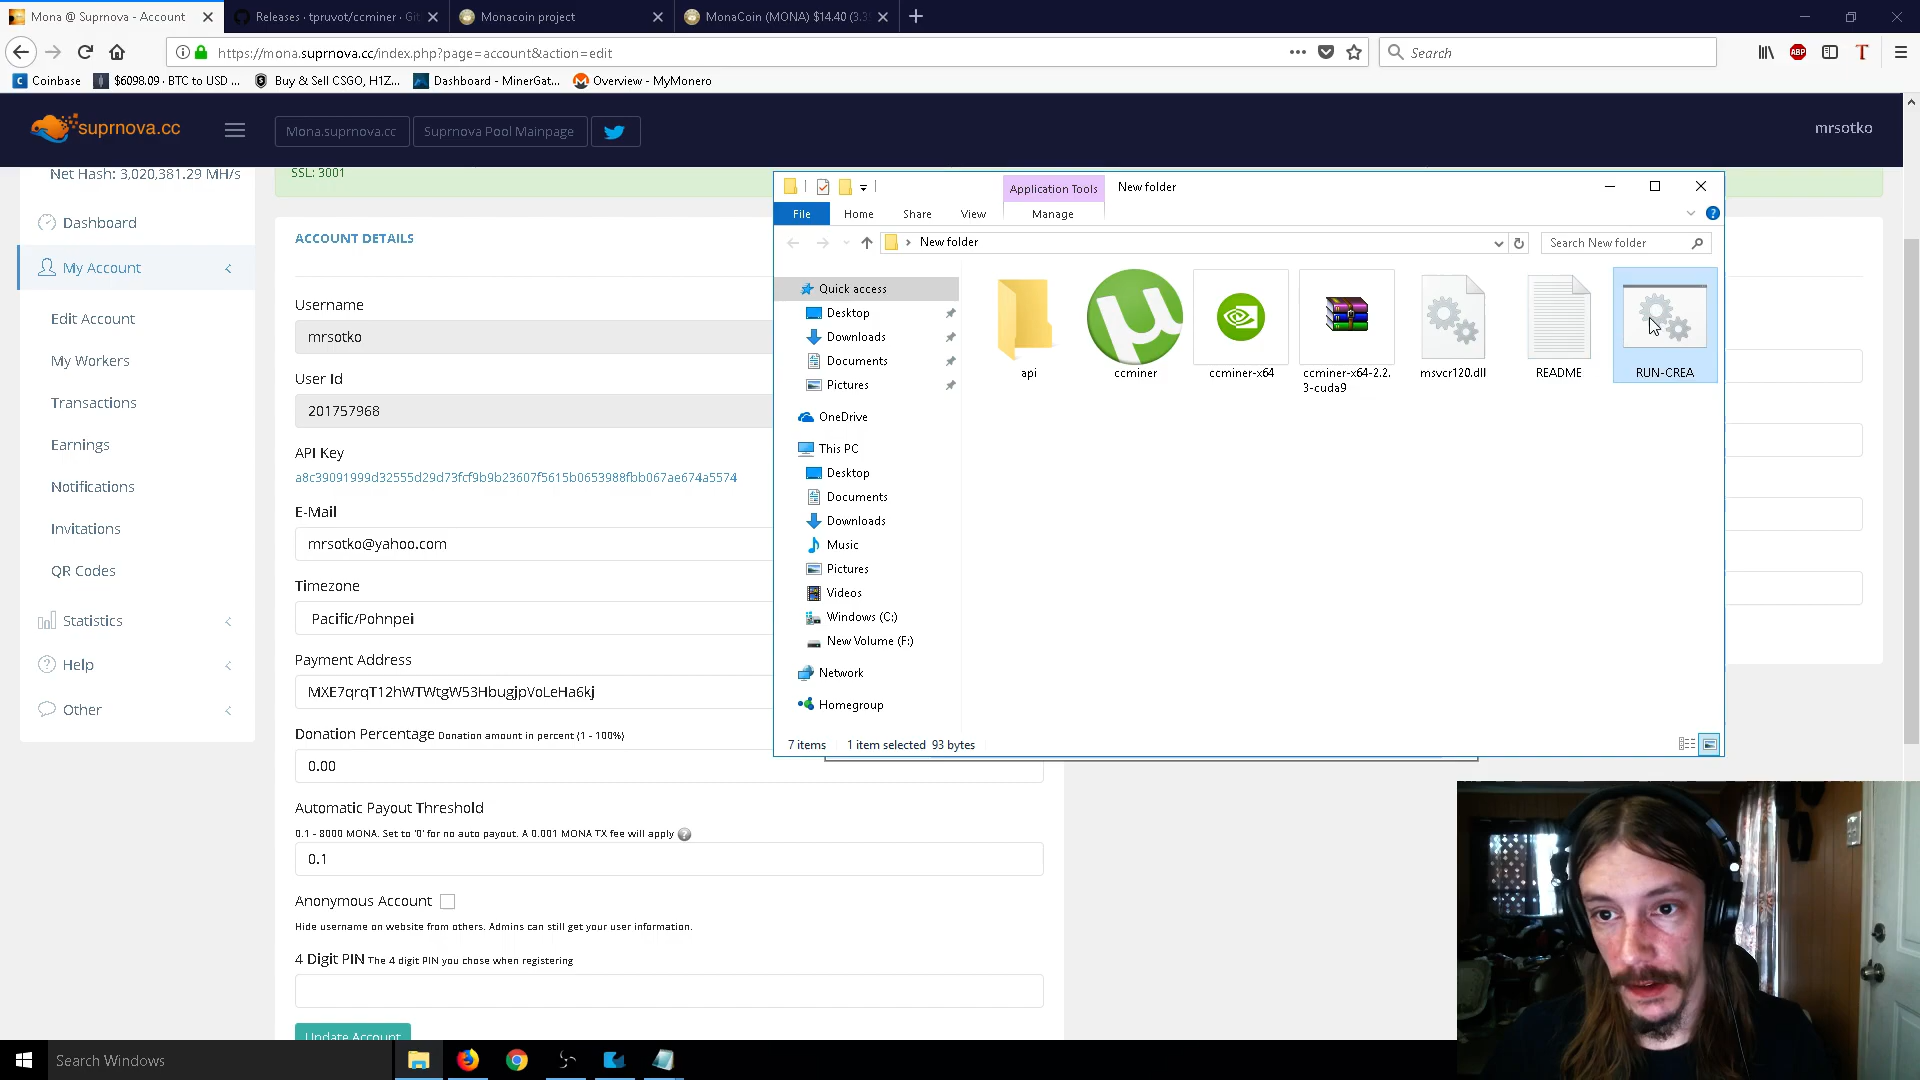 Mona @ Suprnova - Account
Releases · tpruvot/ccminer · Git
Monacoin project
MonaCoin (MONA) $14.40 (3.3
https://mona.suprnova.cc/index.php?page=account&action=edit
Search
Coinbase
$6098.09 · BTC to USD ...
Buy & Sell CSGO, H1Z...
Dashboard - MinerGat...
Overview - MyMonero
suprnova.cc
Mona.suprnova.cc
Suprnova Pool Mainpage
mrsotko
Net Hash: 3,020,381.29 MH/s
Dashboard
My Account
Edit Account
My Workers
Transactions
Earnings
Notifications
Invitations
QR Codes
Statistics
Help
Other
SSL: 3001
ACCOUNT DETAILS
Username
mrsotko
User Id
201757968
API Key
a8c39091999d32555d29d73fcf9b9b23607f5615b0653988fbb067ae674a5574
E-Mail
mrsotko@yahoo.com
Timezone
Pacific/Pohnpei
Payment Address
MXE7qrqT12hWTWtgW53HbugjpVoLeHa6kj
Donation Percentage Donation amount in percent (1 - 100%)
0.00
Automatic Payout Threshold
0.1 - 8000 MONA. Set to '0' for no auto payout. A 0.001 MONA TX fee will apply
0.1
Anonymous Account
Hide username on website from others. Admins can still get your user information.
4 Digit PIN The 4 digit PIN you chose when registering
Update Account
Application Tools
New folder
File
Home
Share
View
Manage
New folder
Search New folder
Quick access
Desktop
Downloads
Documents
Pictures
OneDrive
This PC
Desktop
Documents
Downloads
Music
Pictures
Videos
Windows (C:)
New Volume (F:)
Network
Homegroup
api
ccminer
ccminer-x64
ccminer-x64-2.2.
3-cuda9
msvcr120.dll
README
RUN-CREA
7 items
1 item selected 93 bytes
Search Windows